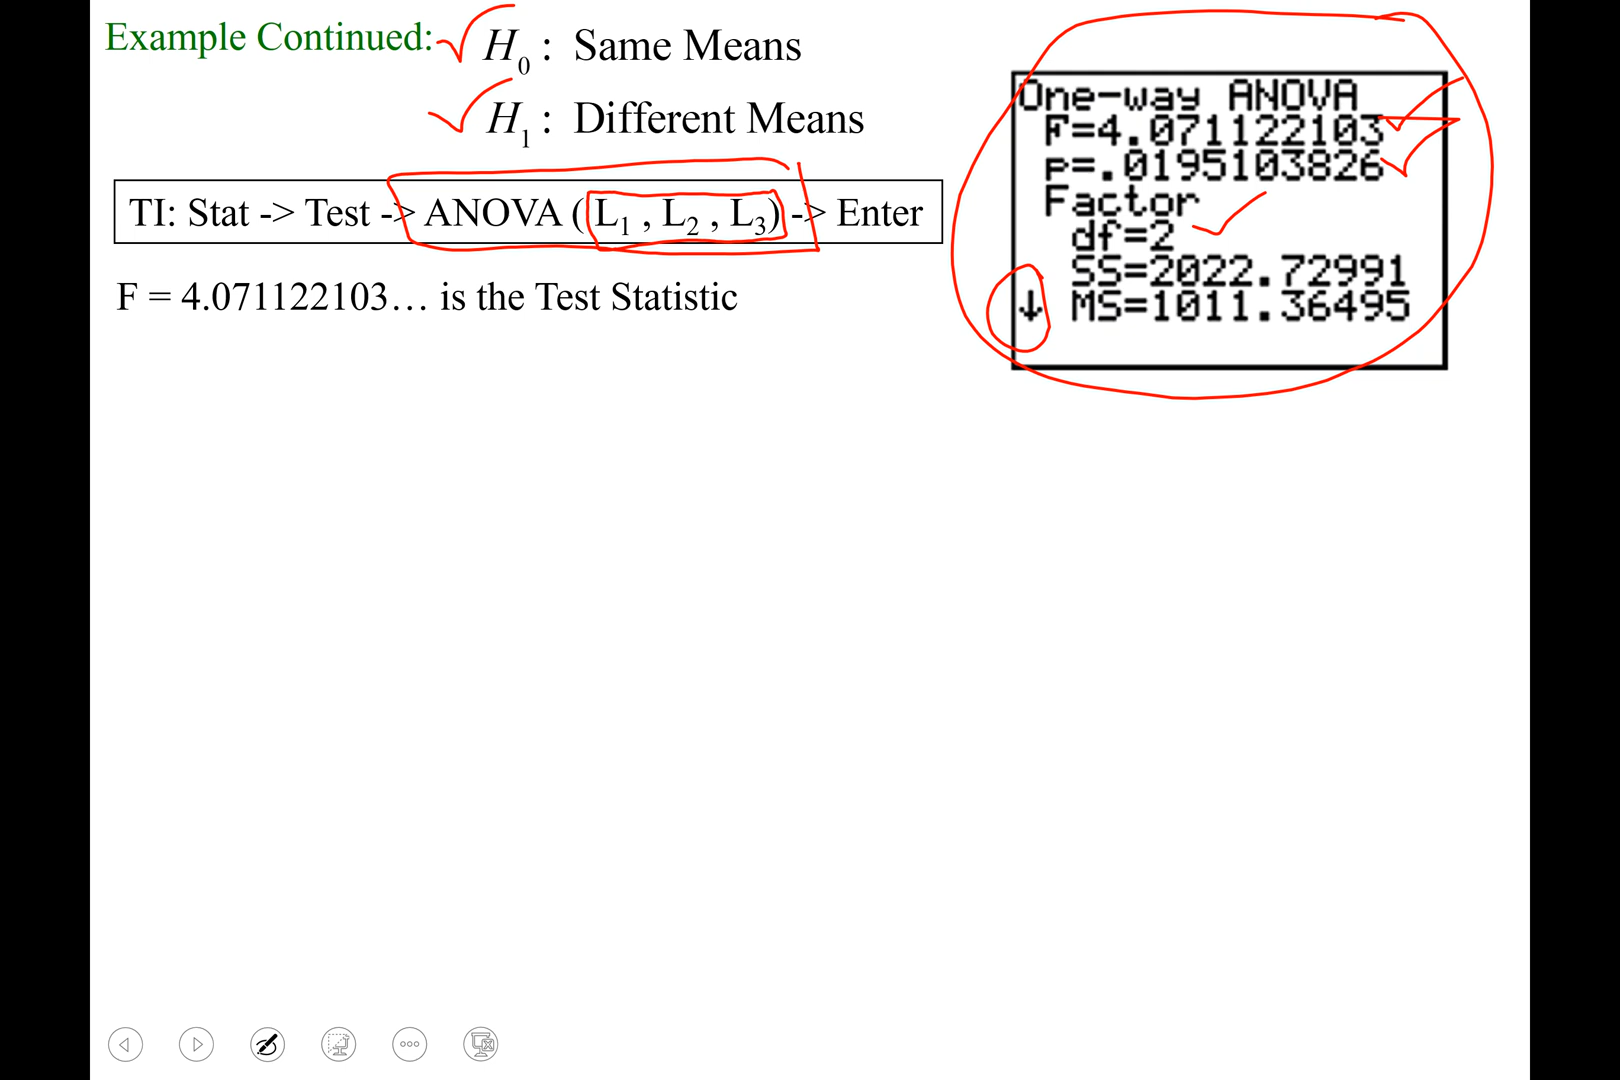 Example Continued: H₀ : Same Means
H₁ : Different Means
TI: Stat -> Test -> ANOVA ( L₁ , L₂ , L₃) -> Enter
F = 4.071122103… is the Test Statistic
One-way ANOVA
F=4.071122103
p=.0195103826
Factor
df=2
SS=2022.72991
↓ MS=1011.36495